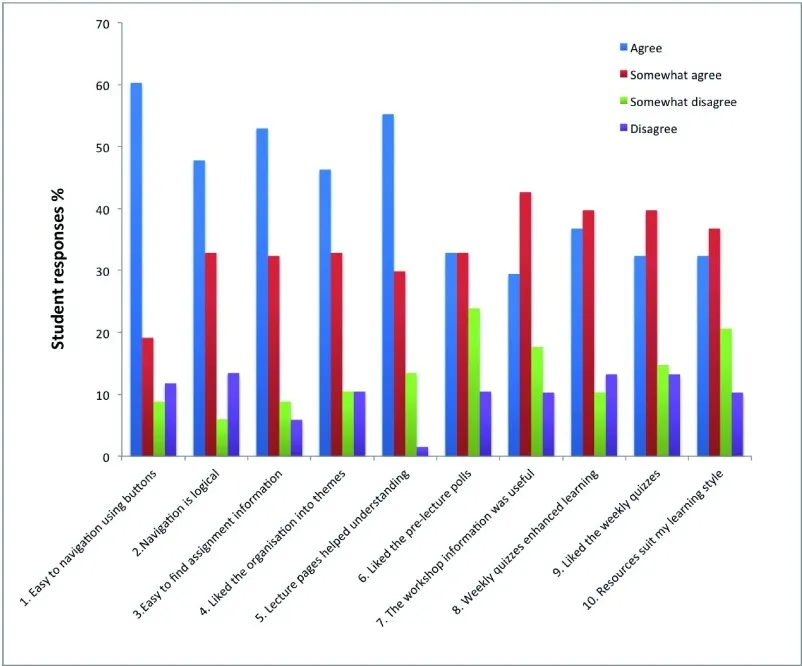 70
60
50
40
30
20
10
0
Student responses %
Agree
Somewhat agree
Somewhat disagree
Disagree
1. Easy to navigation using buttons
2.Navigation is logical
3.Easy to find assignment information
4. Liked the organisation into themes
5. Lecture pages helped understanding
6. Liked the pre-lecture polls
7. The workshop information was useful
8. Weekly quizzes enhanced learning
9. Liked the weekly quizzes
10. Resources suit my learning style